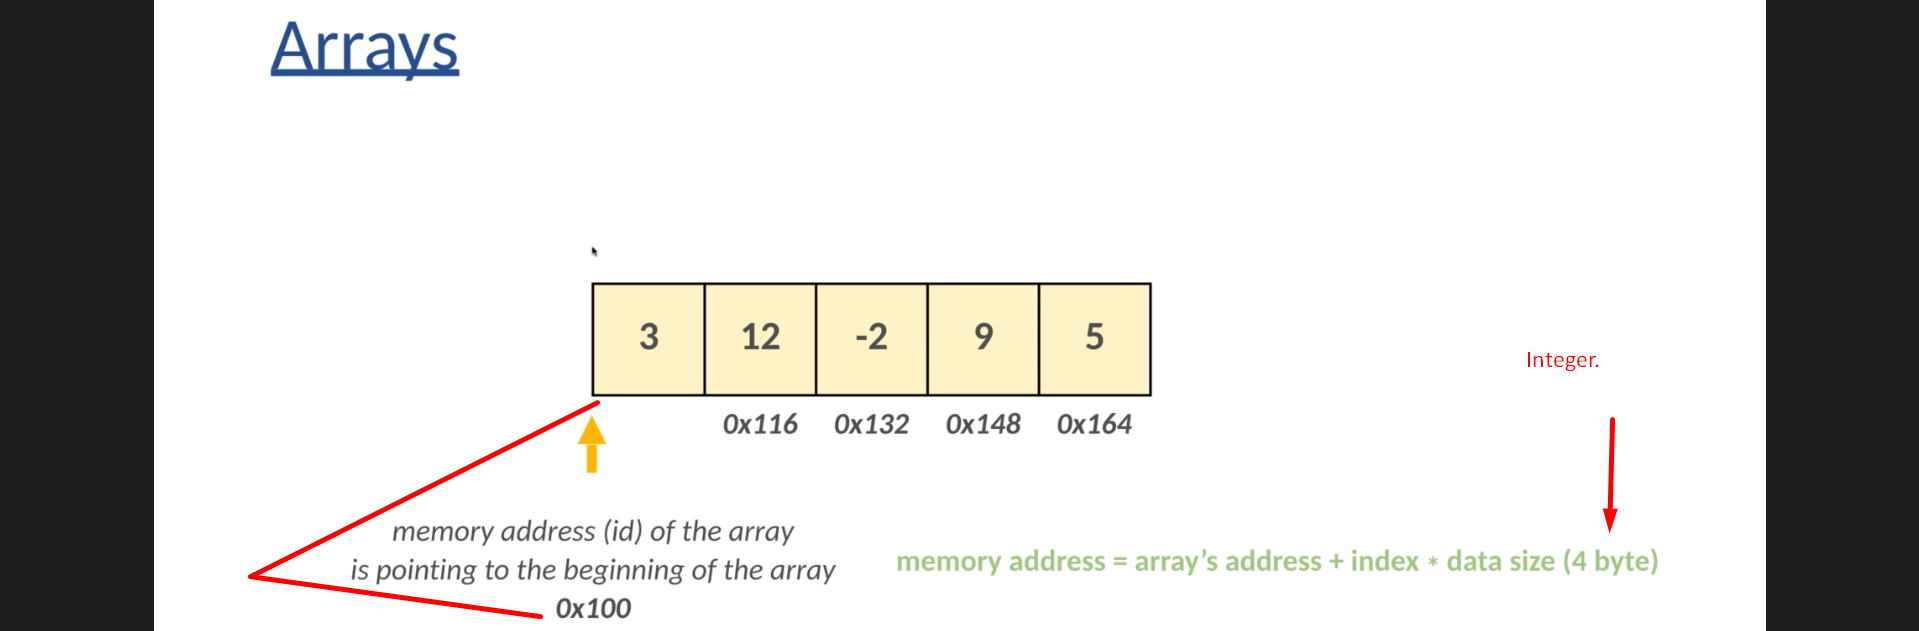 Arrays
3 12 -2 9 5
Integer.
0x116 0x132 0x148 0x164
memory address (id) of the array
is pointing to the beginning of the array
0x100
memory address = array’s address + index * data size (4 byte)